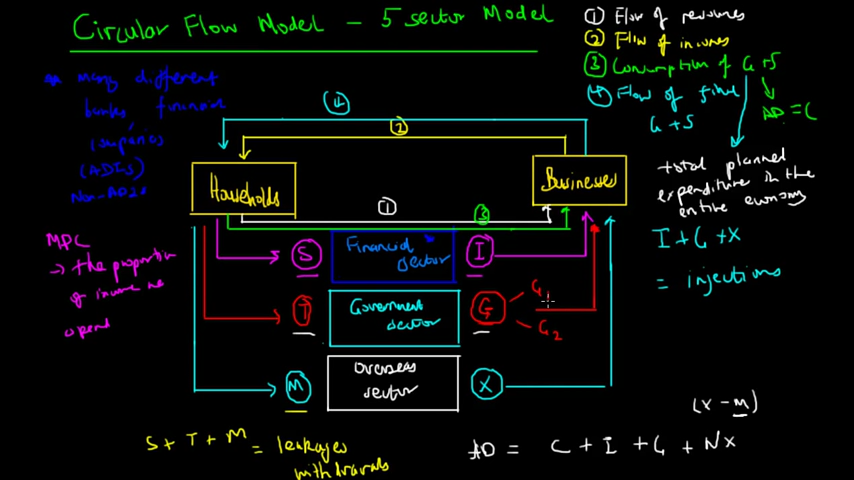 Circular Flow Model - 5 sector Model
① Flow of resources
② Flow of incomes
③ Consumption of G+S
④ Flow of final
G+S
AD = C
** Many different
banks financial
(ADIs)
Non-ADIs
④
②
Households
Businesses
①
③
total planned
expenditure in the
entire economy
I + G + X
= injections
MPC
→ the proportion
of income we
spend
S
Financial
sector
I
T
Government
sector
G
G1
G2
M
Overseas
sector
X
S + T + M = leakages
withdrawals
(X - M)
AD = C + I + G + NX